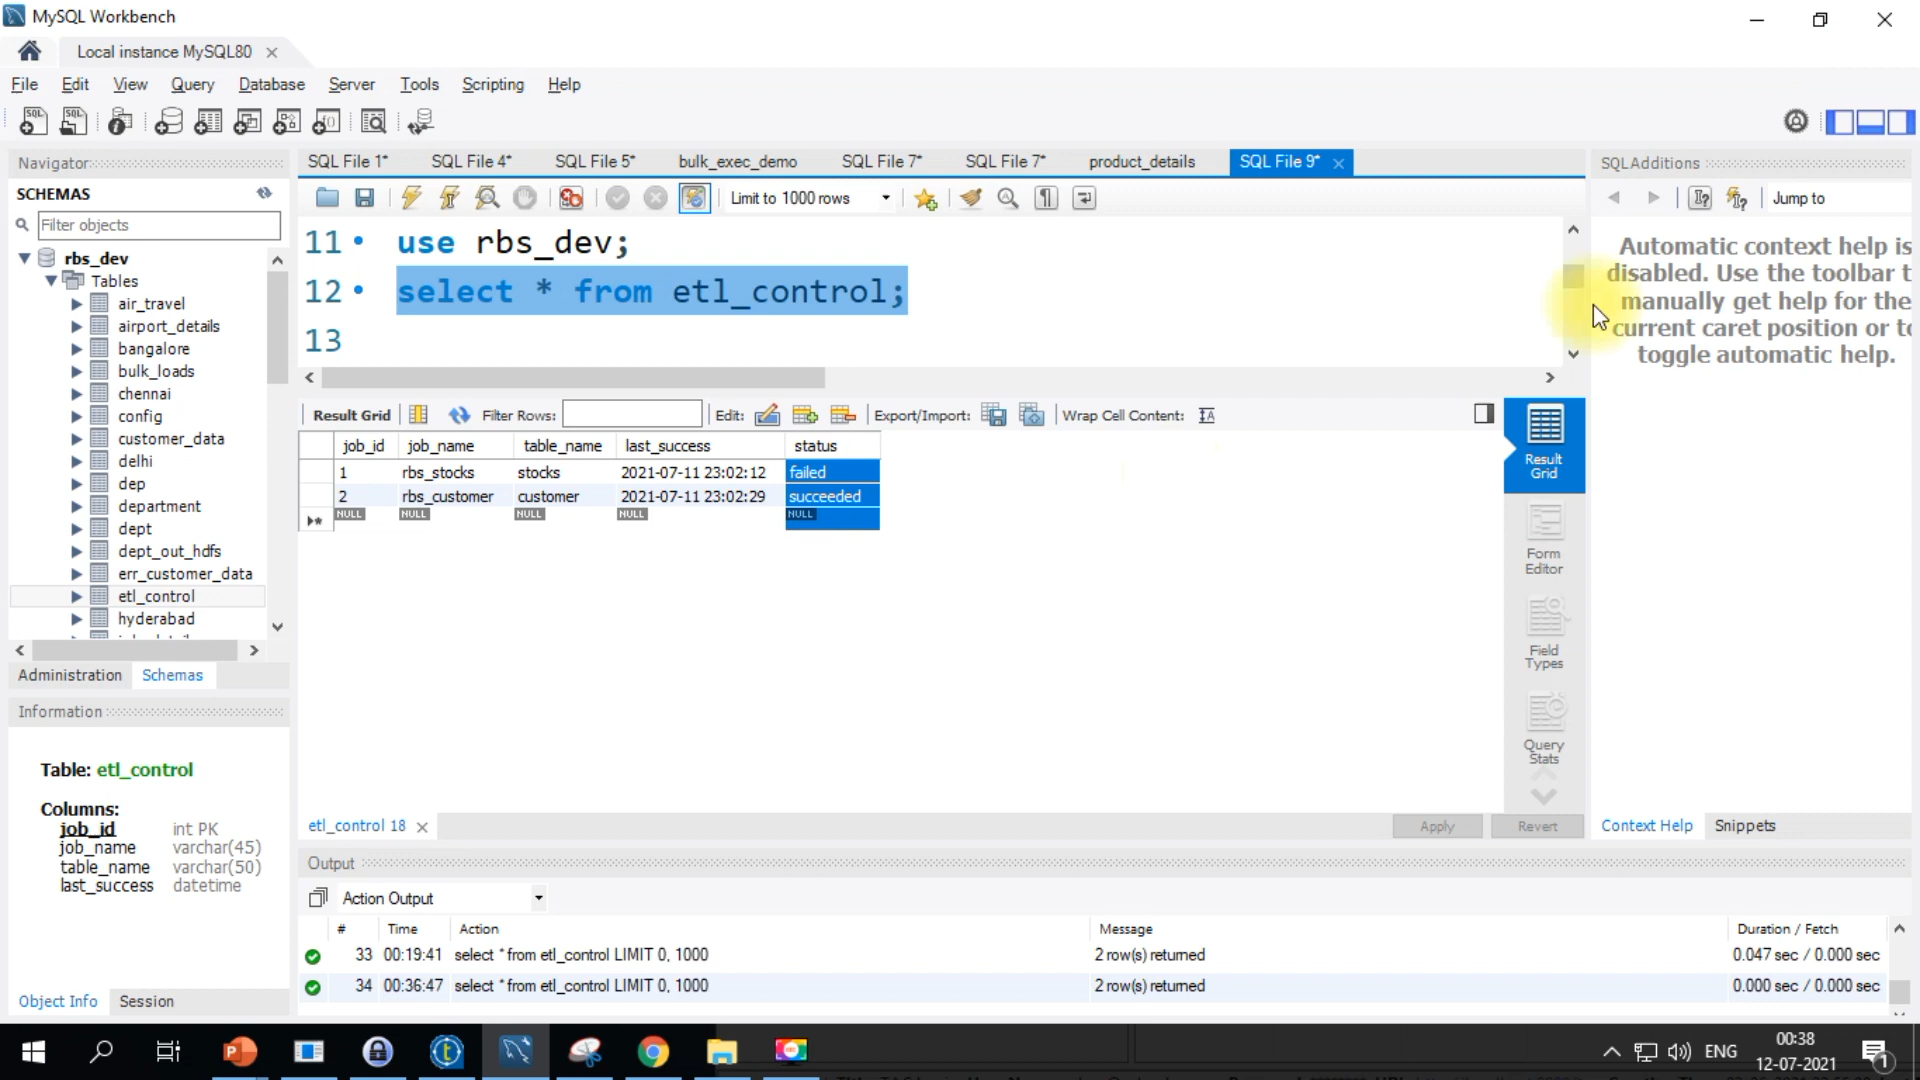 MySQL Workbench
Local instance MySQL80
File Edit View Query Database Server Tools Scripting Help
Navigator
SCHEMAS
Filter objects
rbs_dev
Tables
air_travel
airport_details
bangalore
bulk_loads
chennai
config
customer_data
delhi
dep
department
dept
dept_out_hdfs
err_customer_data
etl_control
hyderabad
Administration Schemas
Information
Table: etl_control
Columns:
job_id int PK
job_name varchar(45)
table_name varchar(50)
last_success datetime
Object Info Session
SQL File 1* SQL File 4* SQL File 5* bulk_exec_demo SQL File 7* SQL File 7* product_details SQL File 9*
Limit to 1000 rows
11 use rbs_dev;
12 select * from etl_control;
13
Result Grid Filter Rows: Edit: Export/Import: Wrap Cell Content:
job_id job_name table_name last_success status
1 rbs_stocks stocks 2021-07-11 23:02:12 failed
2 rbs_customer customer 2021-07-11 23:02:29 succeeded
NULL NULL NULL NULL NULL
Result
Grid
Form
Editor
Field
Types
Query
Stats
etl_control 18
Apply Revert
SQLAdditions
Jump to
Automatic context help is
disabled. Use the toolbar t
manually get help for the
current caret position or to
toggle automatic help.
Context Help Snippets
Output
Action Output
# Time Action Message Duration / Fetch
33 00:19:41 select * from etl_control LIMIT 0, 1000 2 row(s) returned 0.047 sec / 0.000 sec
34 00:36:47 select * from etl_control LIMIT 0, 1000 2 row(s) returned 0.000 sec / 0.000 sec
ENG
00:38
12-07-2021
1